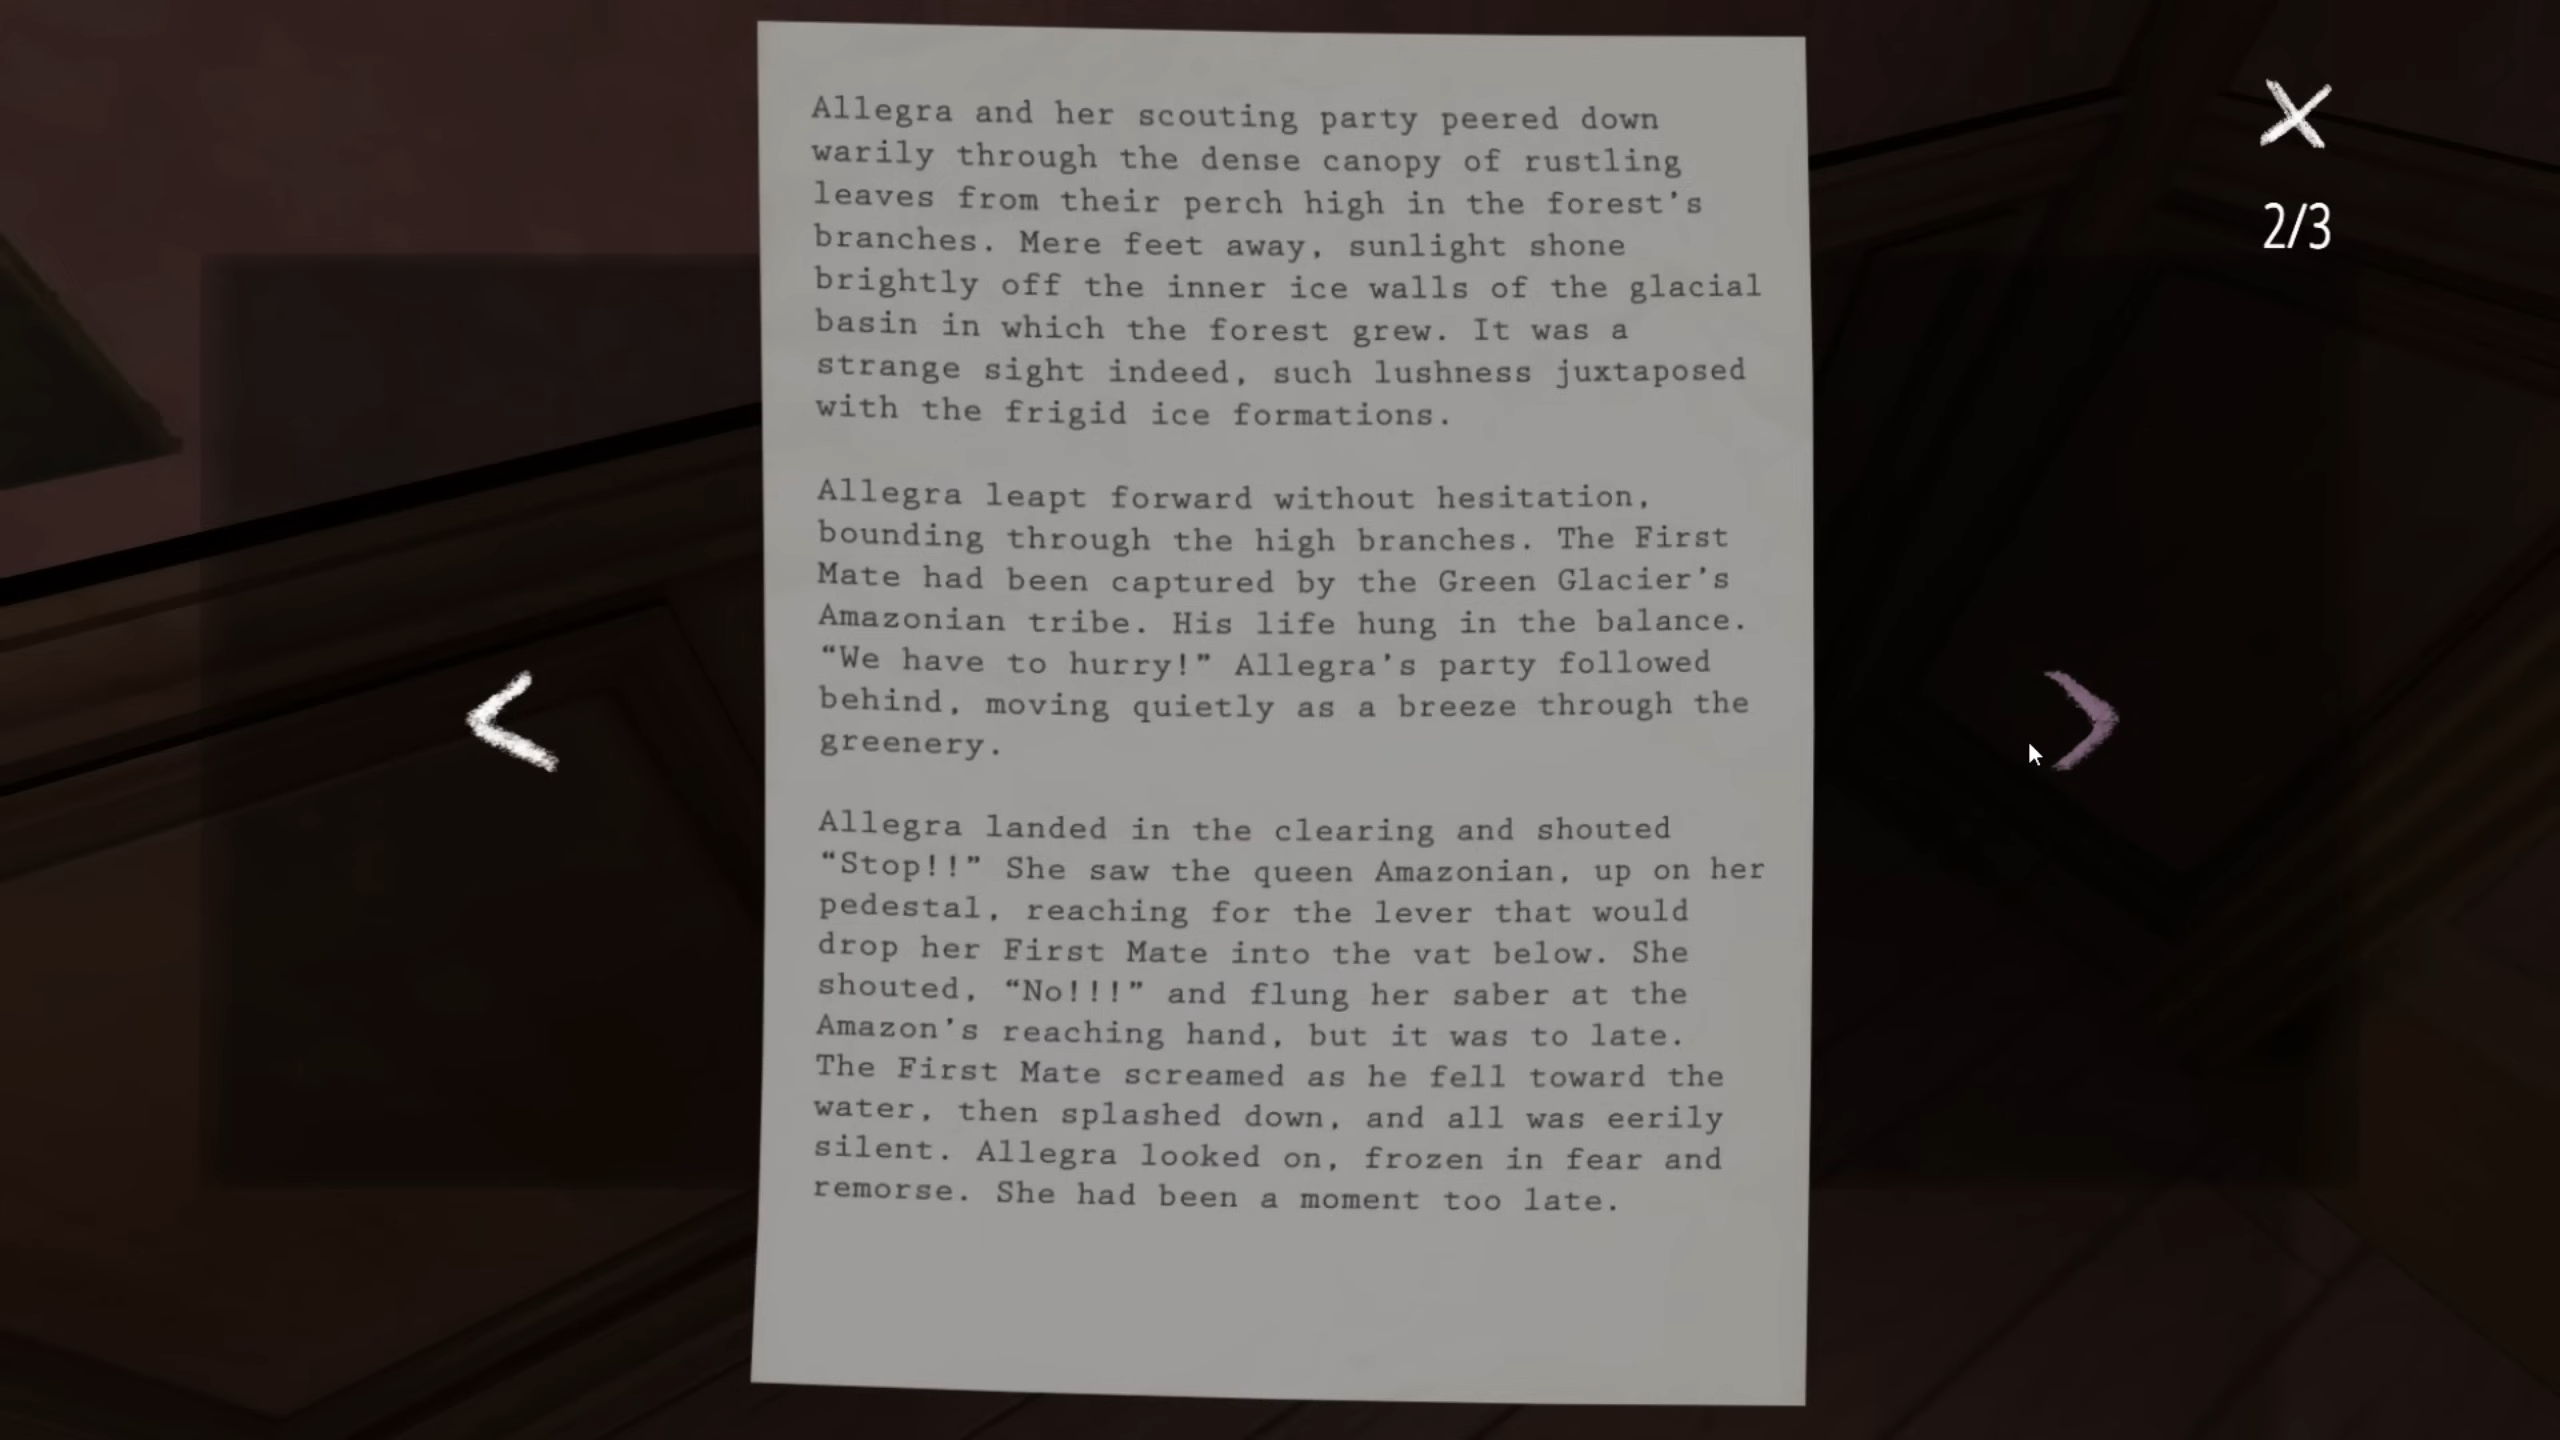 Allegra and her scouting party peered down
warily through the dense canopy of rustling
leaves from their perch high in the forest's
branches. Mere feet away, sunlight shone
brightly off the inner ice walls of the glacial
basin in which the forest grew. It was a
strange sight indeed, such lushness juxtaposed
with the frigid ice formations.
Allegra leapt forward without hesitation,
bounding through the high branches. The First
Mate had been captured by the Green Glacier's
Amazonian tribe. His life hung in the balance.
“We have to hurry!” Allegra's party followed
behind, moving quietly as a breeze through the
greenery.
Allegra landed in the clearing and shouted
“Stop!!” She saw the queen Amazonian, up on her
pedestal, reaching for the lever that would
drop her First Mate into the vat below. She
shouted, “No!!!” and flung her saber at the
Amazon's reaching hand, but it was to late.
The First Mate screamed as he fell toward the
water, then splashed down, and all was eerily
silent. Allegra looked on, frozen in fear and
remorse. She had been a moment too late.
2/3